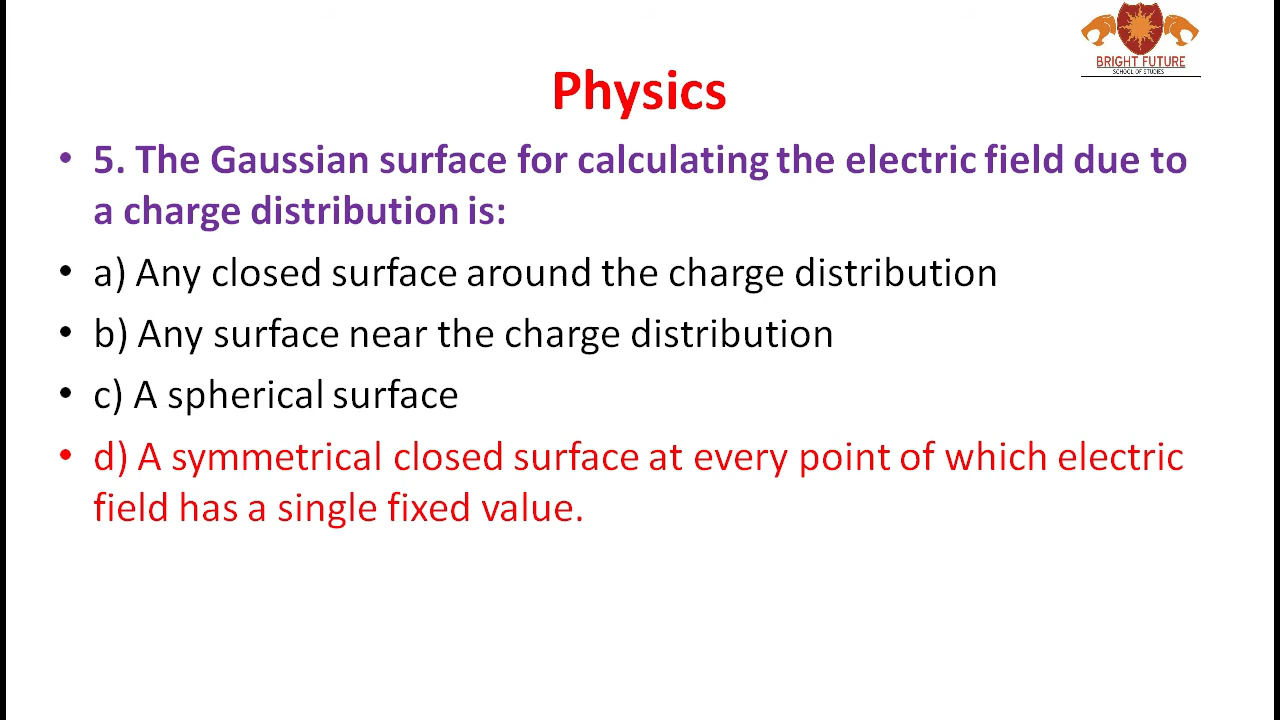 BRIGHT FUTURE
SCHOOL OF STUDIES
Physics
• 5. The Gaussian surface for calculating the electric field due to
a charge distribution is:
• a) Any closed surface around the charge distribution
• b) Any surface near the charge distribution
• c) A spherical surface
• d) A symmetrical closed surface at every point of which electric
field has a single fixed value.